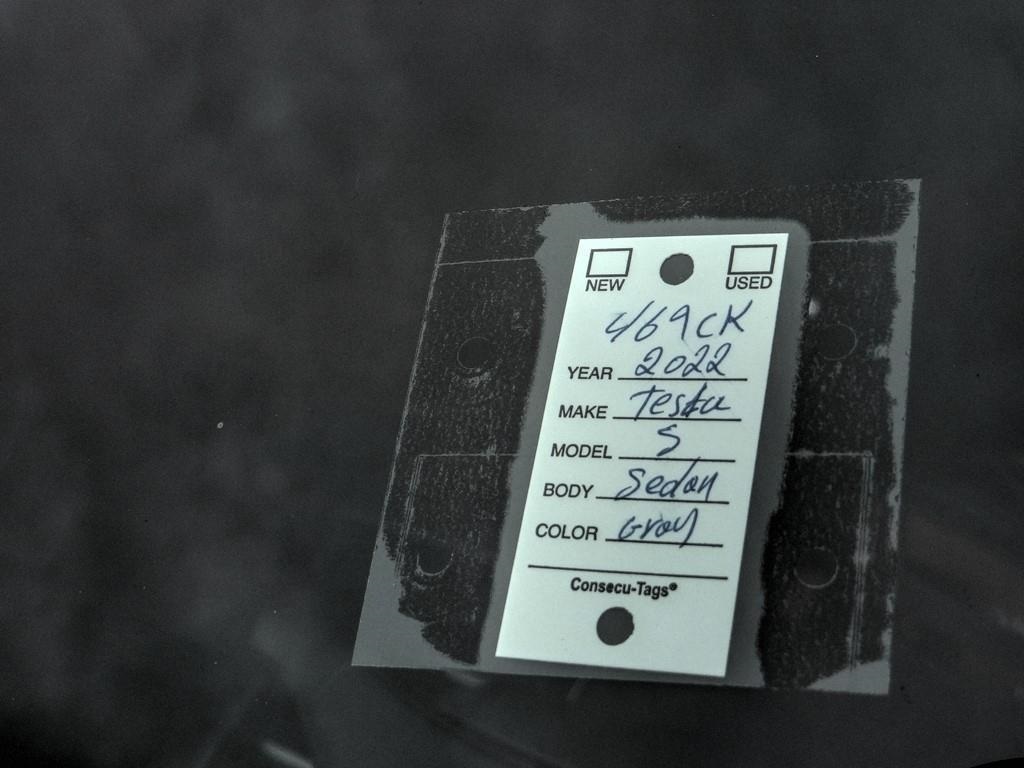 NEW USED
469CK
YEAR 2022
MAKE Tesla
MODEL S
BODY Sedan
COLOR Gray
Consecu-Tags®